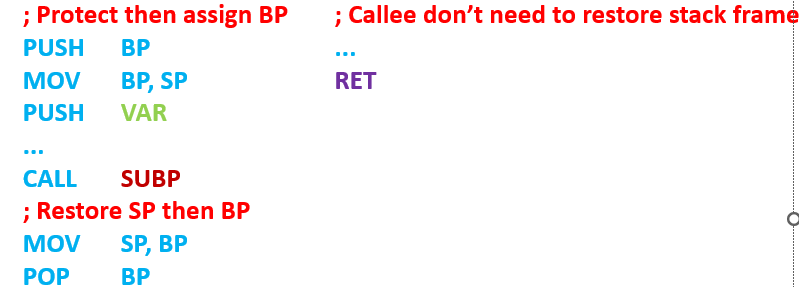 ; Protect then assign BP
PUSH BP
MOV BP, SP
PUSH VAR
...
CALL SUBP
; Restore SP then BP
MOV SP, BP
POP BP
; Callee don’t need to restore stack frame
...
RET